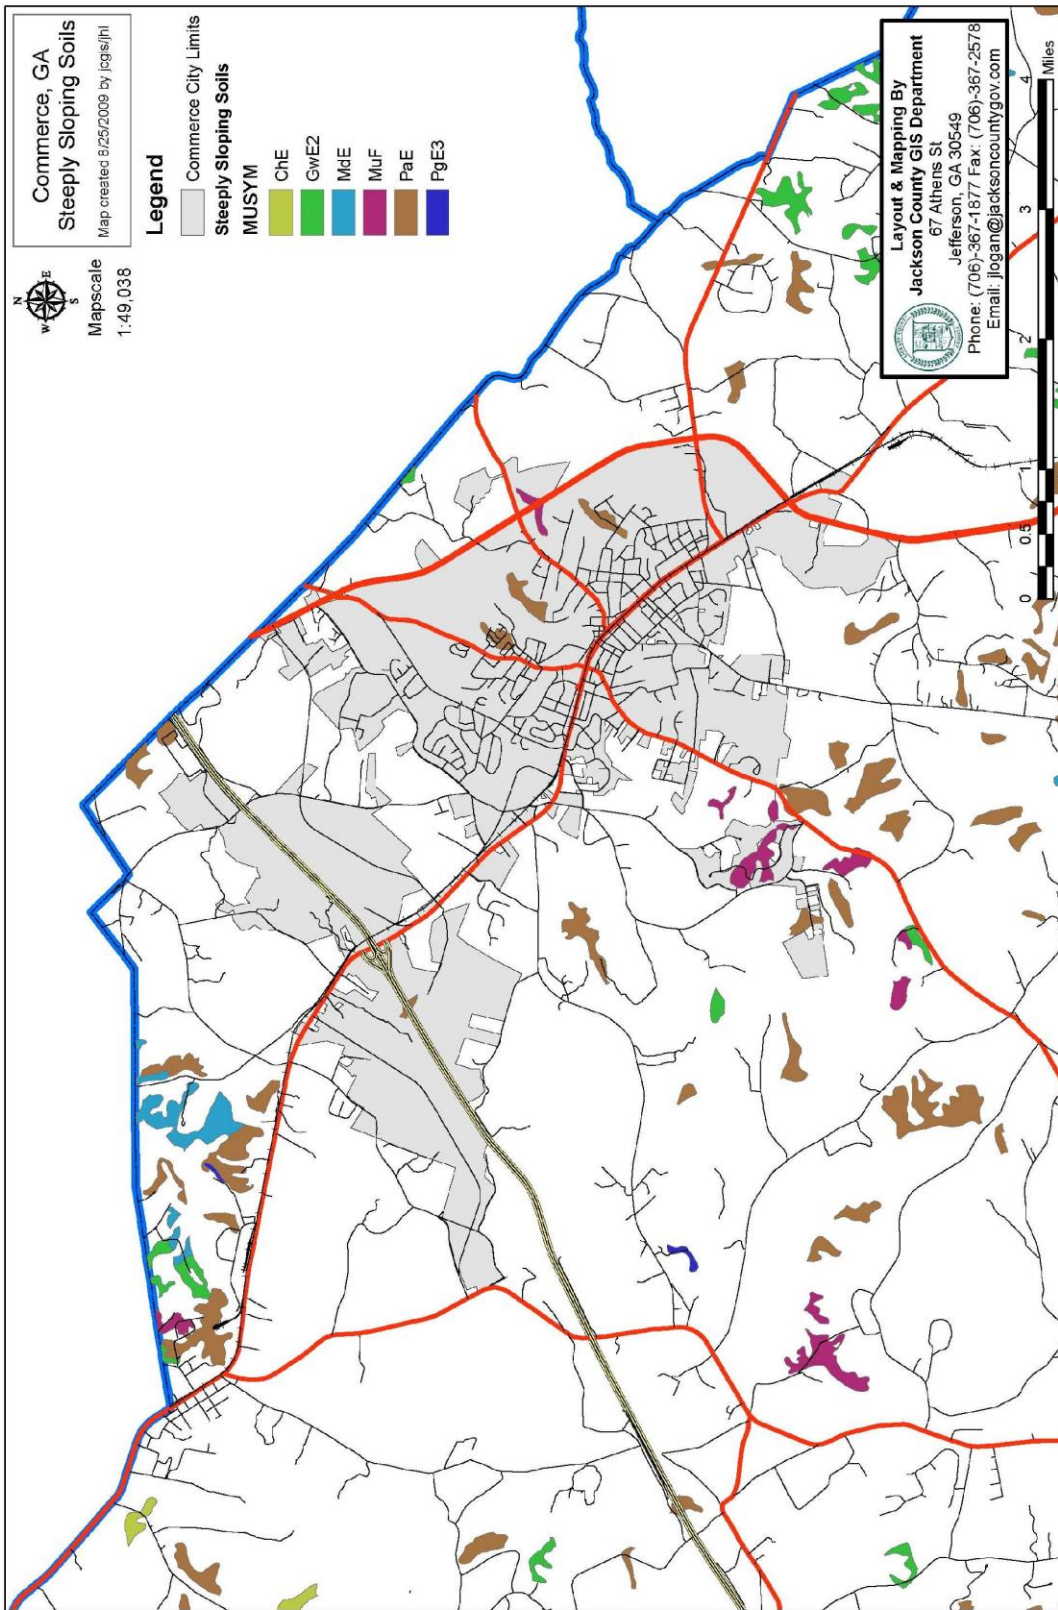 Commerce, GA
Steeply Sloping Soils
Map created 8/25/2009 by jcgis/jhl
N
W
E
S
Mapscale
1:49,038
Legend
Commerce City Limits
Steeply Sloping Soils
MUSYM
ChE
GwE2
MdE
MuF
PaE
PgE3
Layout & Mapping By
Jackson County GIS Department
67 Athens St
Jefferson, GA 30549
Phone: (706)-367-1877 Fax: (706)-367-2578
Email: jlogan@jacksoncountygov.com
0 0.5 1 2 3 4
Miles